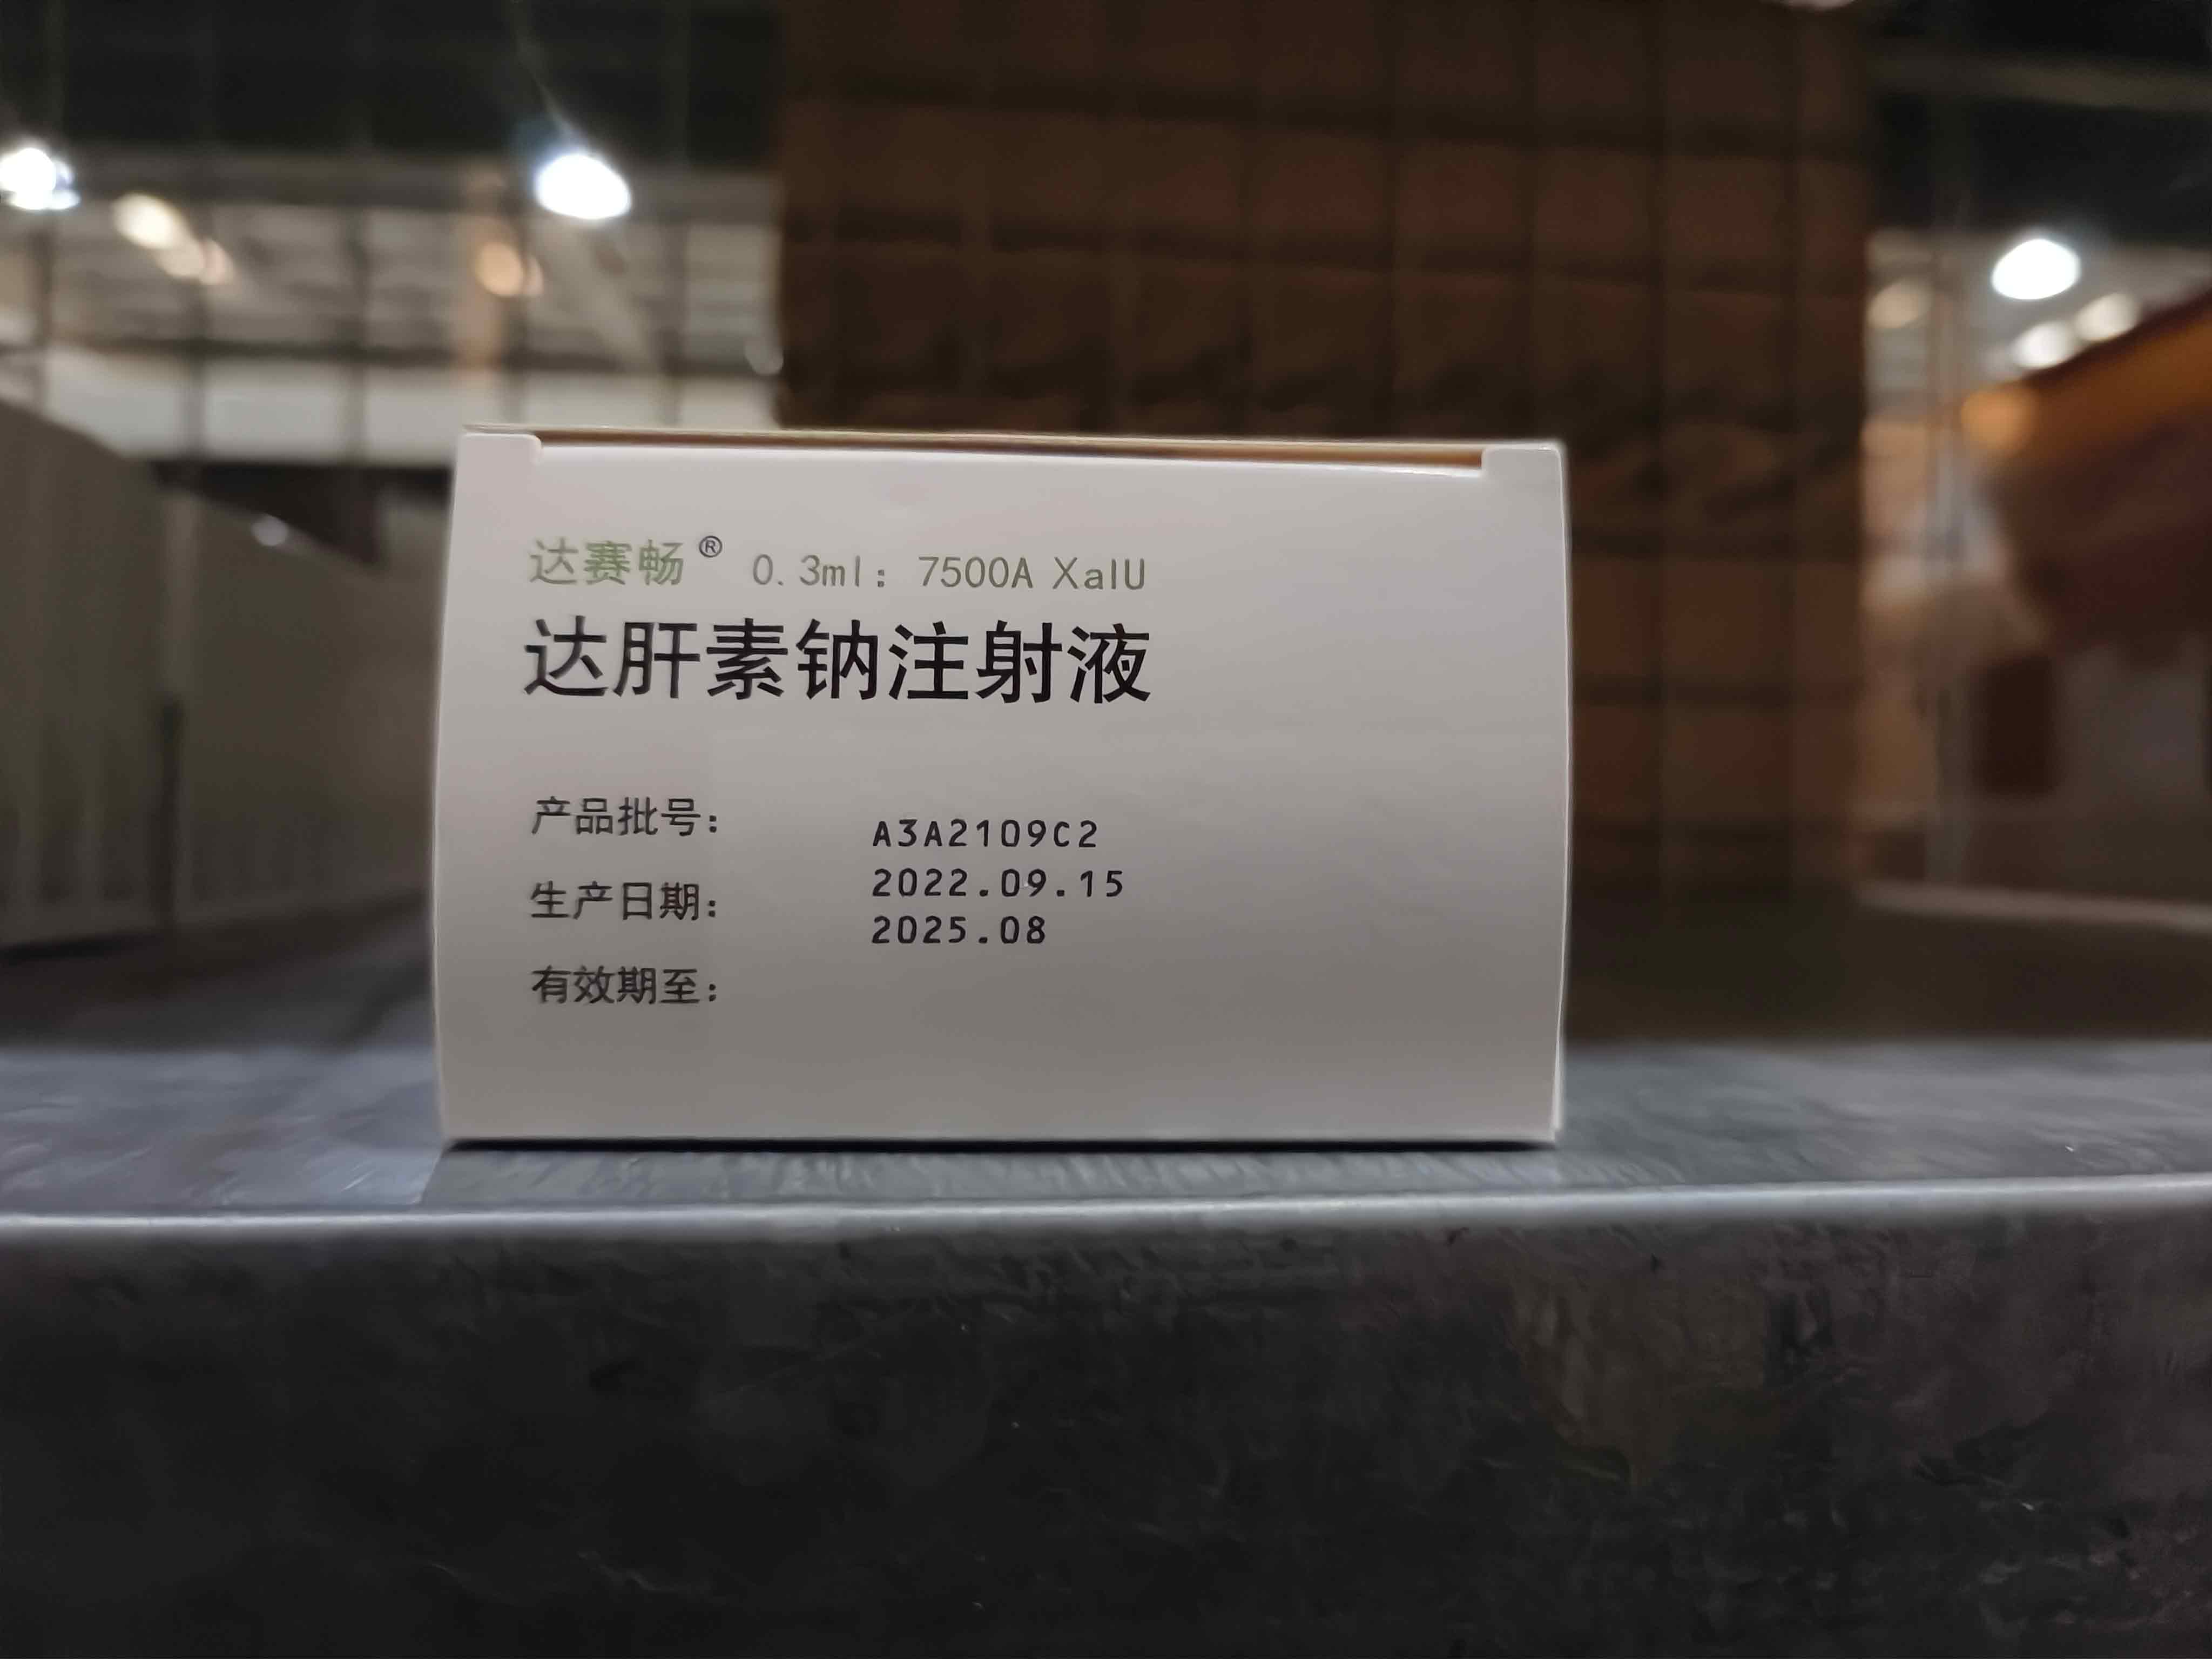 达赛畅® 0.3ml: 7500A XaIU
达肝素钠注射液
产品批号: A3A2109C2
生产日期: 2022.09.15
有效期至: 2025.08